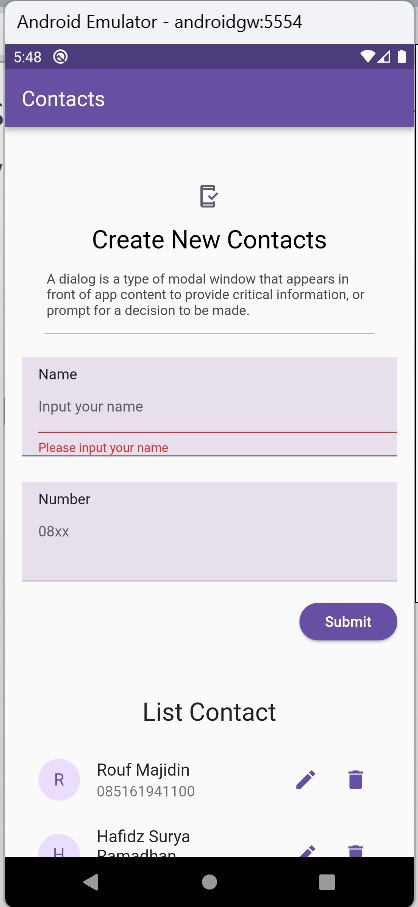 Android Emulator - androidgw:5554
5:48
Contacts
Create New Contacts
A dialog is a type of modal window that appears in
front of app content to provide critical information, or
prompt for a decision to be made.
Name
Input your name
Please input your name
Number
08xx
Submit
List Contact
R
Rouf Majidin
085161941100
H
Hafidz Surya
Ramadhan